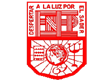 DESPERTAR A LA LUZ POR EL SABER